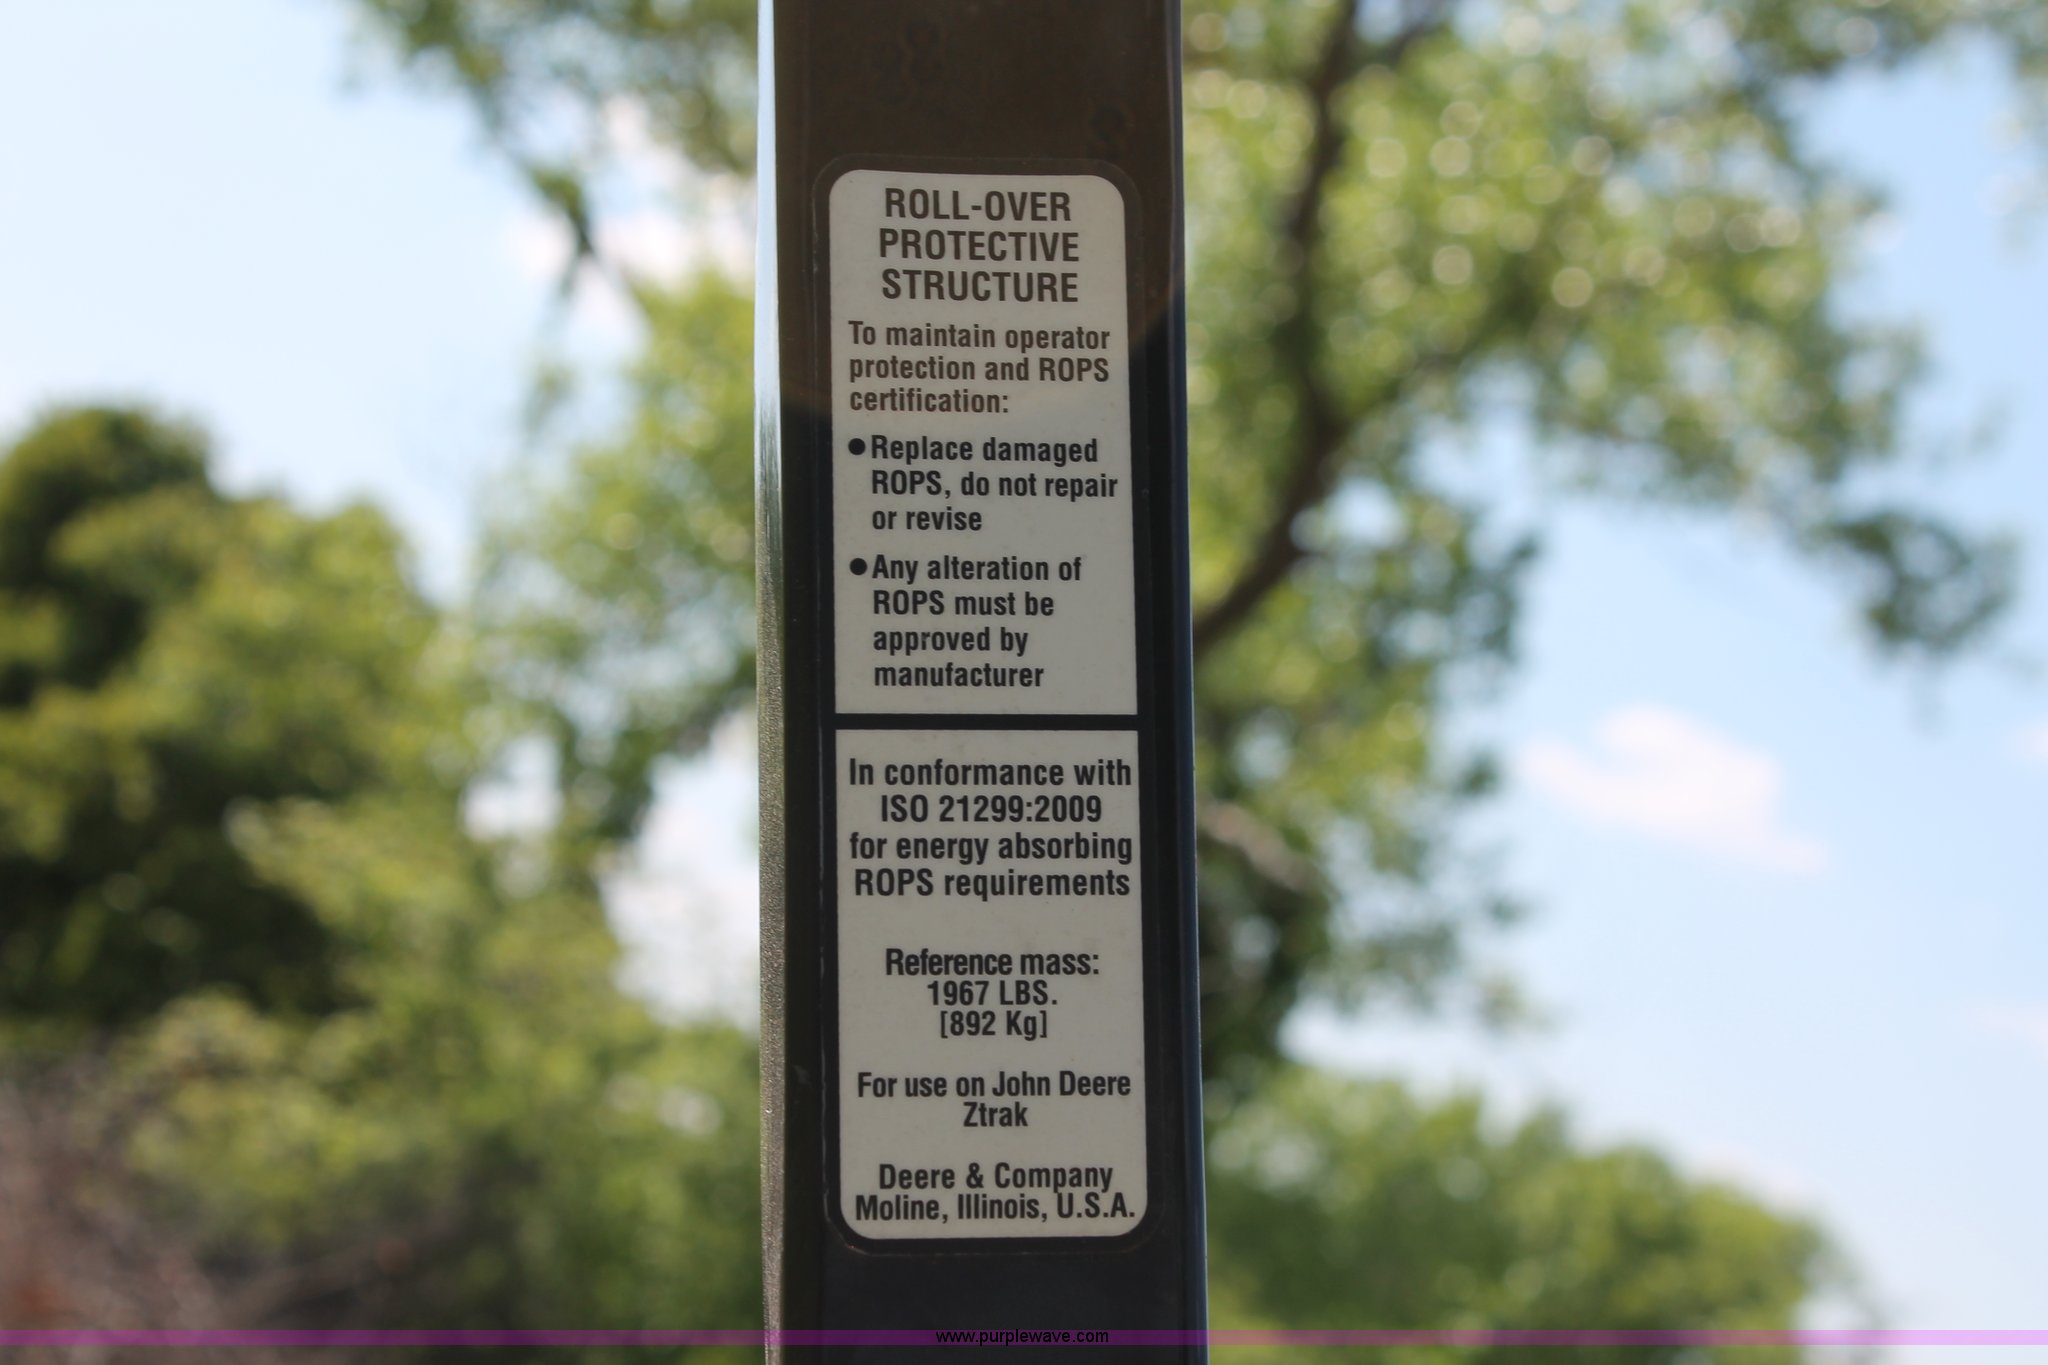 ROLL-OVER
PROTECTIVE
STRUCTURE
To maintain operator
protection and ROPS
certification:
●Replace damaged
ROPS, do not repair
or revise
●Any alteration of
ROPS must be
approved by
manufacturer
In conformance with
ISO 21299:2009
for energy absorbing
ROPS requirements
Reference mass:
1967 LBS.
[892 Kg]
For use on John Deere
Ztrak
Deere & Company
Moline, Illinois, U.S.A.
www.purplewave.com